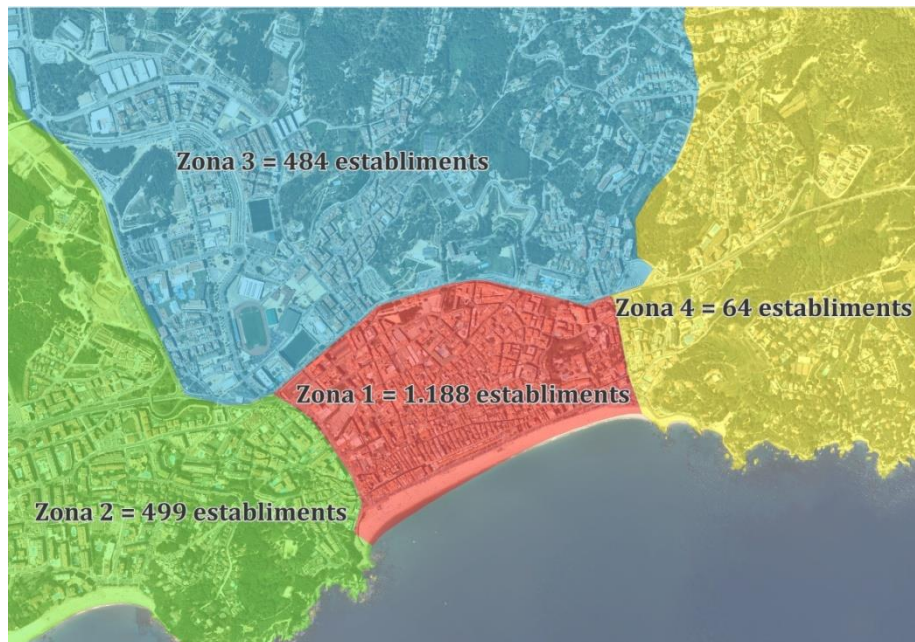 Zona 3 = 484 establiments
Zona 4 = 64 establiments
Zona 1 = 1.188 establiments
Zona 2 = 499 establiments